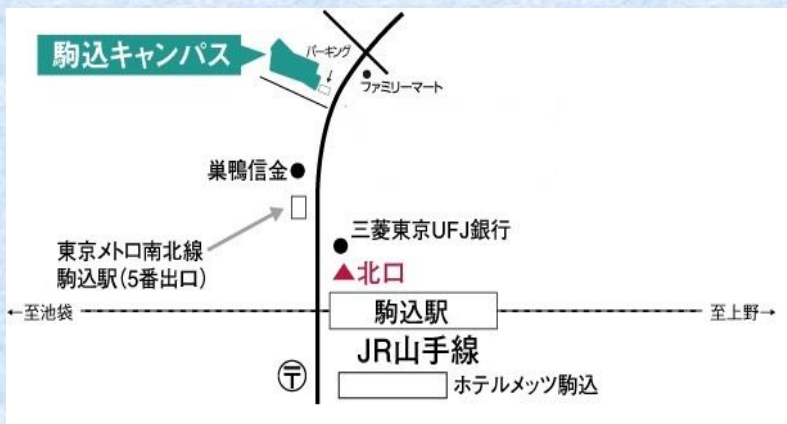 駒込キャンパス
パーキング
ファミリーマート
巣鴨信金
三菱東京UFJ銀行
東京メトロ南北線
駒込駅(5番出口)
▲北口
←至池袋
駒込駅
至上野→
JR山手線
〒
ホテルメッツ駒込